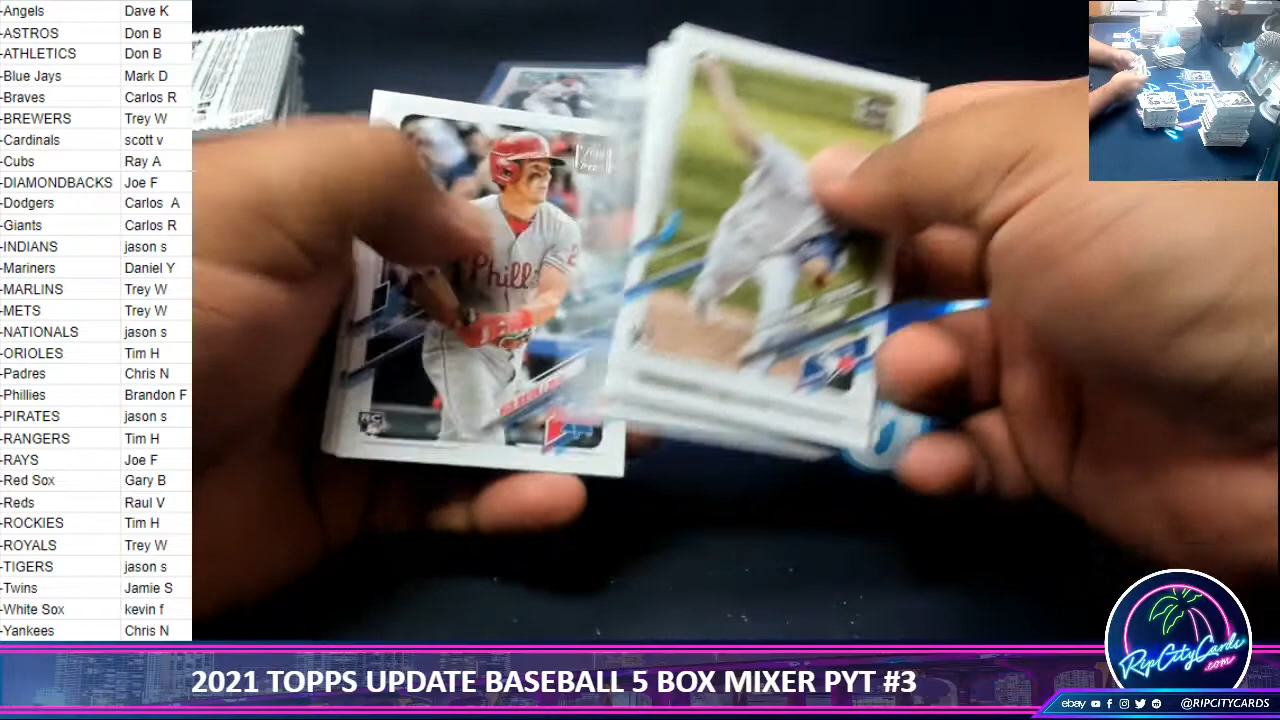 -Angels Dave K
-ASTROS Don B
-ATHLETICS Don B
-Blue Jays Mark D
-Braves Carlos R
-BREWERS Trey W
-Cardinals scott v
-Cubs Ray A
-DIAMONDBACKS Joe F
-Dodgers Carlos A
-Giants Carlos R
-INDIANS jason s
-Mariners Daniel Y
-MARLINS Trey W
-METS Trey W
-NATIONALS jason s
-ORIOLES Tim H
-Padres Chris N
-Phillies Brandon F
-PIRATES jason s
-RANGERS Tim H
-RAYS Joe F
-Red Sox Gary B
-Reds Raul V
-ROCKIES Tim H
-ROYALS Trey W
-TIGERS jason s
-Twins Jamie S
-White Sox kevin f
-Yankees Chris N
Phill
RC
RipCityCards
.com
2021 TOPPS UPDATE BASEBALL 5 BOX MIXER PYT #3
ebay @RIPCITYCARDS